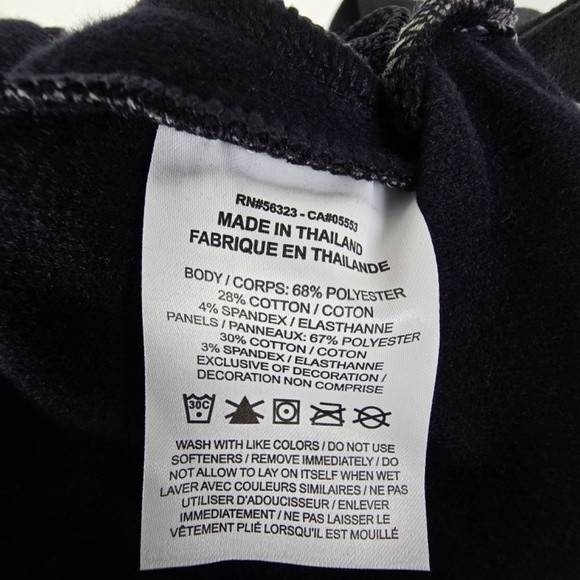 RN#56323 - CA#05553
MADE IN THAILAND
FABRIQUE EN THAILANDE
BODY / CORPS: 68% POLYESTER
28% COTTON / COTON
4% SPANDEX / ELASTHANNE
PANELS / PANNEAUX: 67% POLYESTER
30% COTTON / COTON
3% SPANDEX / ELASTHANNE
EXCLUSIVE OF DECORATION /
DECORATION NON COMPRISE
30C
WASH WITH LIKE COLORS / DO NOT USE
SOFTENERS / REMOVE IMMEDIATELY / DO
NOT ALLOW TO LAY ON ITSELF WHEN WET
LAVER AVEC COULEURS SIMILAIRES / NE PAS
UTILISER D'ADOUCISSEUR / ENLEVER
IMMEDIATEMENT / NE PAS LAISSER LE
VÊTEMENT PLIÉ LORSQU'IL EST MOUILLÉ